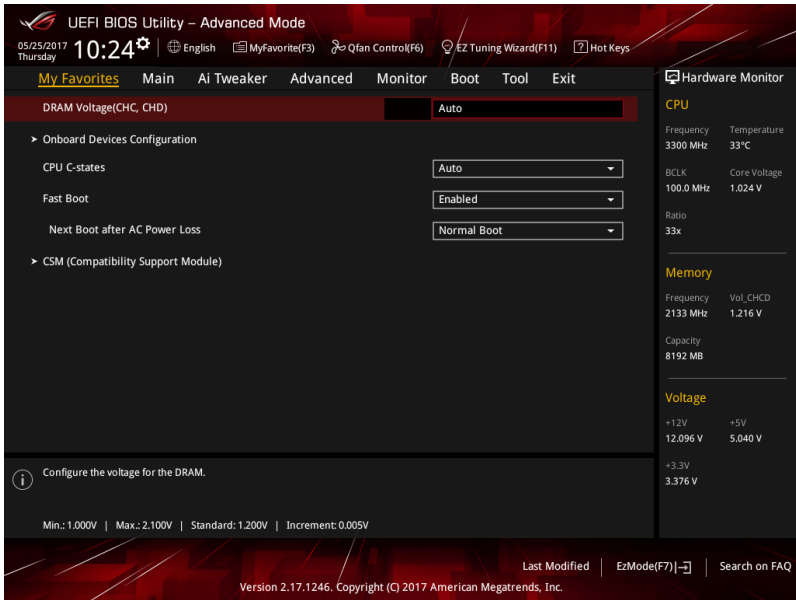 UEFI BIOS Utility – Advanced Mode
05/25/2017
Thursday
10:24
English
MyFavorite(F3)
Qfan Control(F6)
EZ Tuning Wizard(F11)
? Hot Keys
My Favorites Main Ai Tweaker Advanced Monitor Boot Tool Exit
DRAM Voltage(CHC, CHD) Auto
> Onboard Devices Configuration
CPU C-states Auto
Fast Boot Enabled
Next Boot after AC Power Loss Normal Boot
> CSM (Compatibility Support Module)
Hardware Monitor
CPU
Frequency Temperature
3300 MHz 33°C
BCLK Core Voltage
100.0 MHz 1.024 V
Ratio
33x
Memory
Frequency Vol_CHCD
2133 MHz 1.216 V
Capacity
8192 MB
Voltage
+12V +5V
12.096 V 5.040 V
+3.3V
3.376 V
i
Configure the voltage for the DRAM.
Min.: 1.000V | Max.: 2.100V | Standard: 1.200V | Increment: 0.005V
Last Modified
EzMode(F7)
Search on FAQ
Version 2.17.1246. Copyright (C) 2017 American Megatrends, Inc.